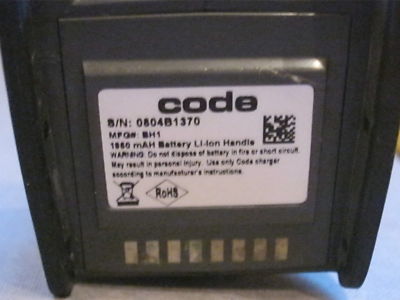 code
S/N: 0804B1370
MFG#: BH1
1950 mAH Battery Li-Ion Handle
WARNING: Do not dispose of battery in fire or short circuit.
May result in personal injury. Use only Code charger
according to manufacturer's instructions.
RoHS